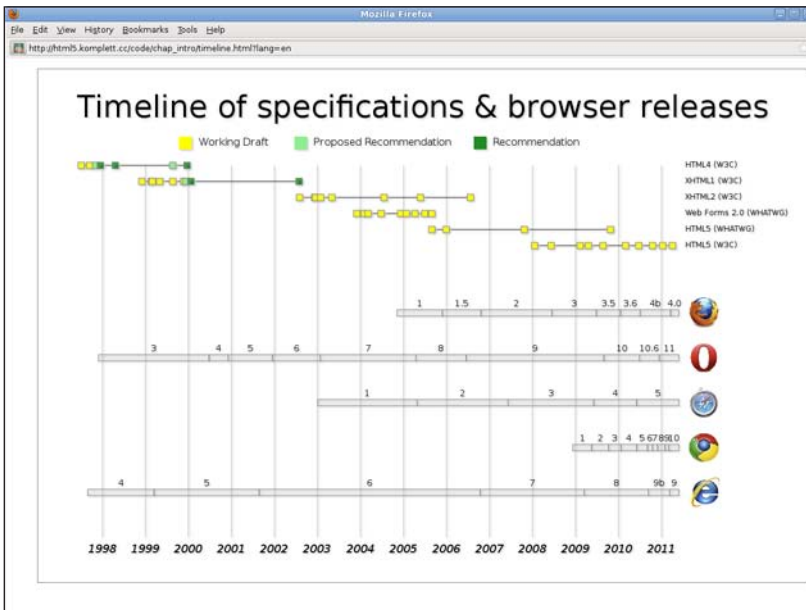 Mozilla Firefox
File Edit View History Bookmarks Tools Help
http://html5.komplett.cc/code/chap_intro/timeline.html?lang=en
Timeline of specifications & browser releases
Working Draft Proposed Recommendation Recommendation
HTML4 (W3C)
XHTML1 (W3C)
XHTML2 (W3C)
Web Forms 2.0 (WHATWG)
HTML5 (WHATWG)
HTML5 (W3C)
1 1.5 2 3 3.5 3.6 4b 4.0
3 4 5 6 7 8 9 10 10.6 11
1 2 3 4 5
1 2 3 4 5 6 7 8 9 10
4 5 6 7 8 9b 9
1998 1999 2000 2001 2002 2003 2004 2005 2006 2007 2008 2009 2010 2011